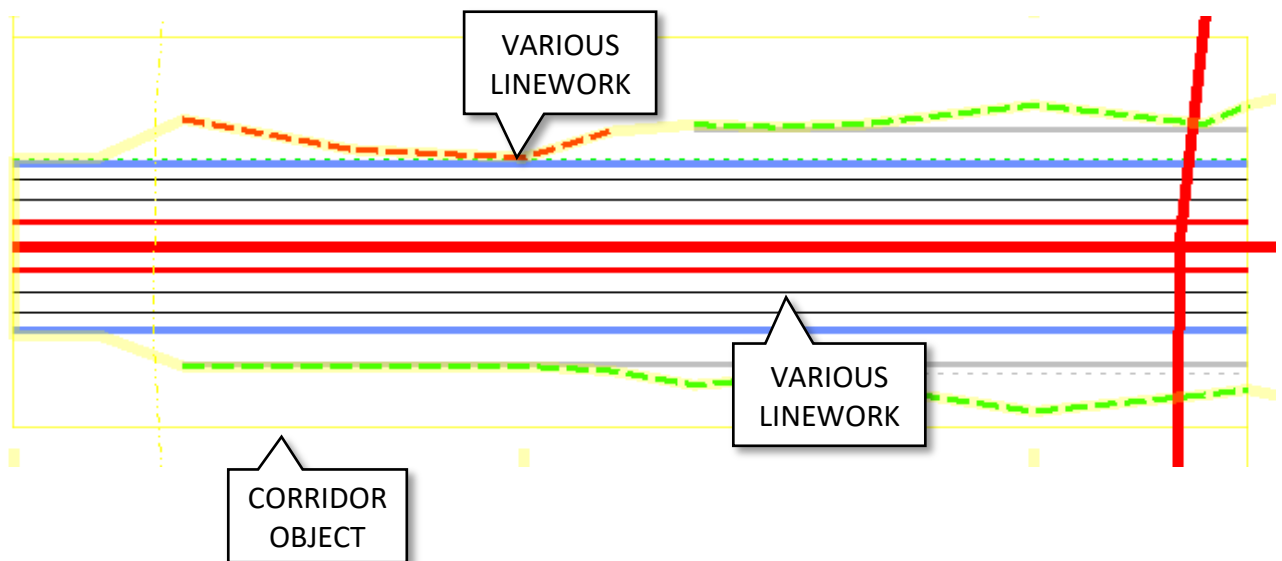 VARIOUS
LINEWORK
VARIOUS
LINEWORK
CORRIDOR
OBJECT